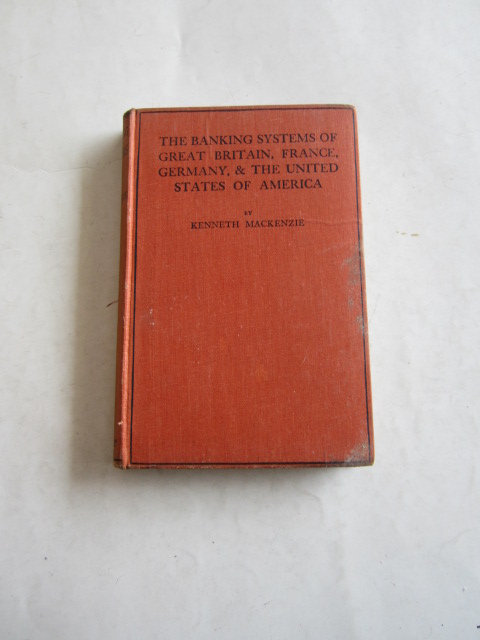 THE BANKING SYSTEMS OF
GREAT BRITAIN, FRANCE,
GERMANY, & THE UNITED
STATES OF AMERICA
BY
KENNETH MACKENZIE